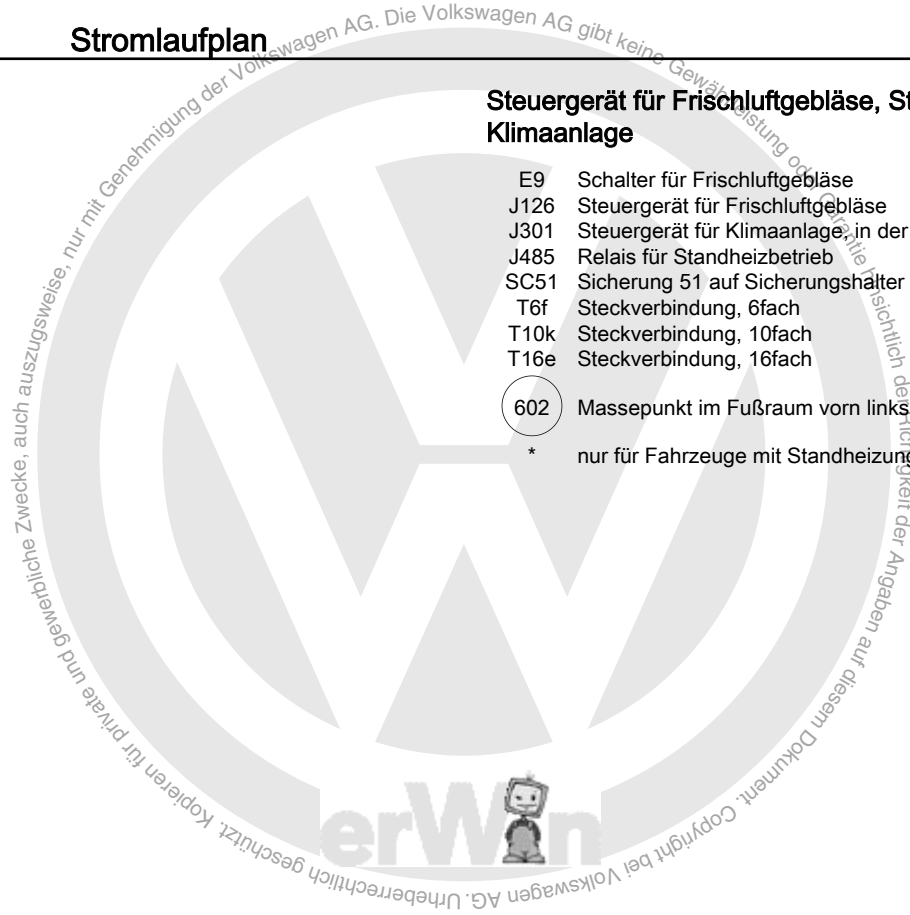 Stromlaufplan
Steuergerät für Frischluftgebläse, St
Klimaanlage
E9 Schalter für Frischluftgebläse
J126 Steuergerät für Frischluftgebläse
J301 Steuergerät für Klimaanlage, in der
J485 Relais für Standheizbetrieb
SC51 Sicherung 51 auf Sicherungshalter
T6f Steckverbindung, 6fach
T10k Steckverbindung, 10fach
T16e Steckverbindung, 16fach
602 Massepunkt im Fußraum vorn links
* nur für Fahrzeuge mit Standheizung
Urheberrechtlich geschützt. Kopieren für private und gewerbliche Zwecke, auch auszugsweise, nur mit Genehmigung der Volkswagen AG. Die Volkswagen AG gibt keine Gewährleistung oder Garantie hinsichtlich der Richtigkeit der Angaben auf diesem Dokument. Copyright bei Volkswagen AG.
erWin